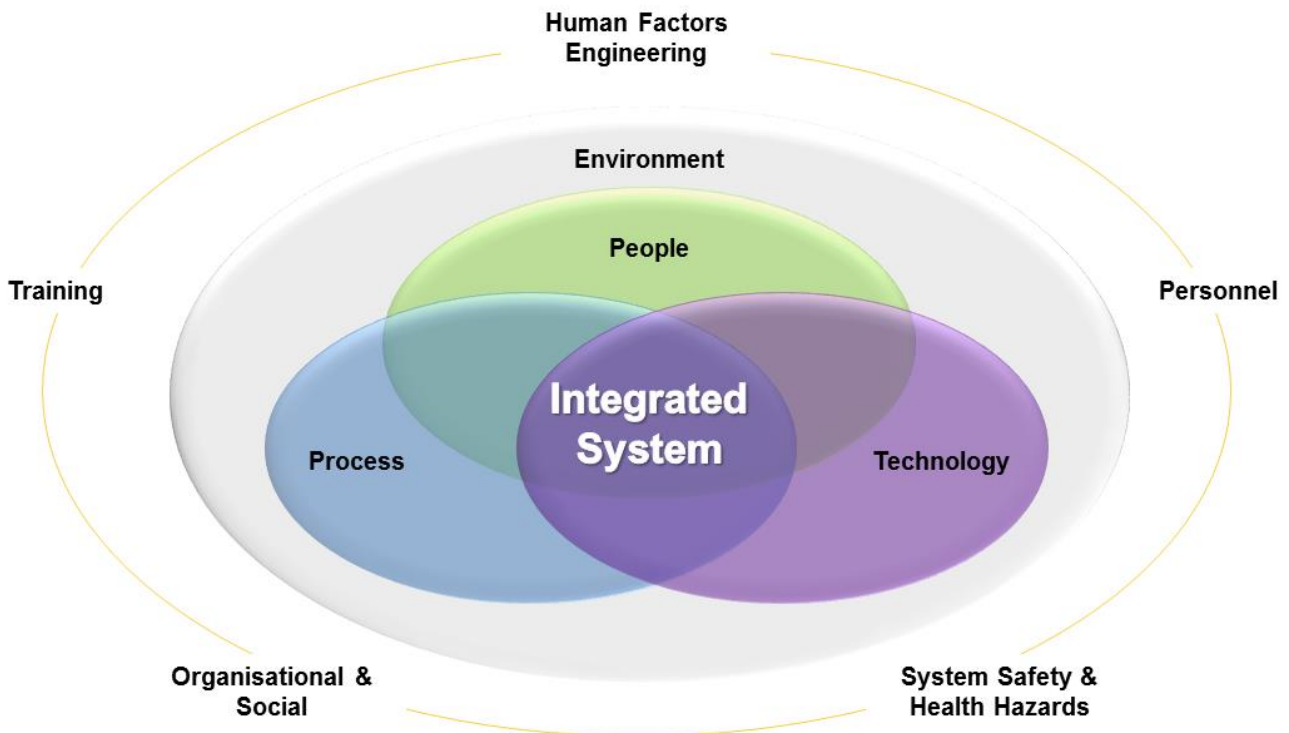 Human Factors
Engineering
Environment
People
Training
Personnel
Integrated
System
Process
Technology
Organisational &
Social
System Safety &
Health Hazards